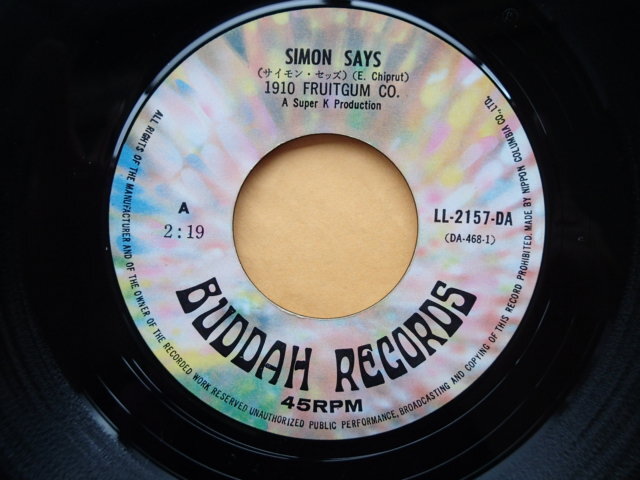 SIMON SAYS
(サイモン・セッズ) (E. Chiprut)
1910 FRUITGUM CO.
A Super K Production
A
2:19
LL-2157-DA
(DA-468-1)
BUDDAH RECORDS
45RPM
ALL RIGHTS OF THE MANUFACTURER AND OF THE OWNER OF THE RECORDED WORK RESERVED UNAUTHORIZED PUBLIC PERFORMANCE, BROADCASTING AND COPYING OF THIS RECORD PROHIBITED. MADE BY NIPPON COLUMBIA CO., LTD.